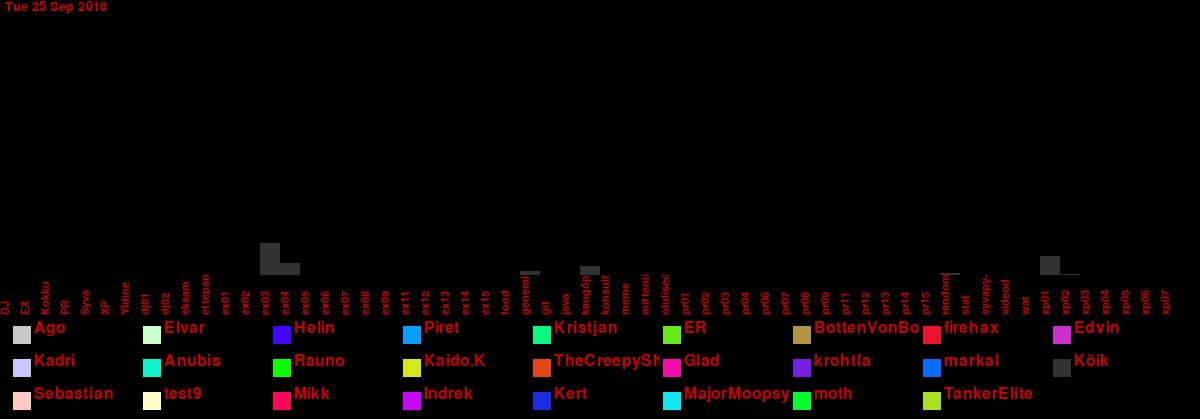 Tue 25 Sep 2018
DJ
EX
Kokku
PR
Syva
XP
Yldine
dj01
dj02
eksam
ettepan
ex01
ex02
ex03
ex04
ex05
ex06
ex07
ex08
ex09
ex11
ex12
ex13
ex14
ex15
food
general
git
java
kaugõp
konsult
meme
mittenii
olulised
pr01
pr02
pr03
pr04
pr06
pr07
pr08
pr09
pr11
pr12
pr13
pr14
pr15
random
stat
syvapy-
videod
wat
xp01
xp02
xp03
xp04
xp05
xp06
xp07
Ago Elvar Helin Piret Kristjan ER BottenVonBo firehax Edvin
Kadri Anubis Rauno Kaido.K TheCreepySh Glad krohtla markal Kõik
Sebastian test9 Mikk Indrek Kert MajorMoopsy moth TankerElite